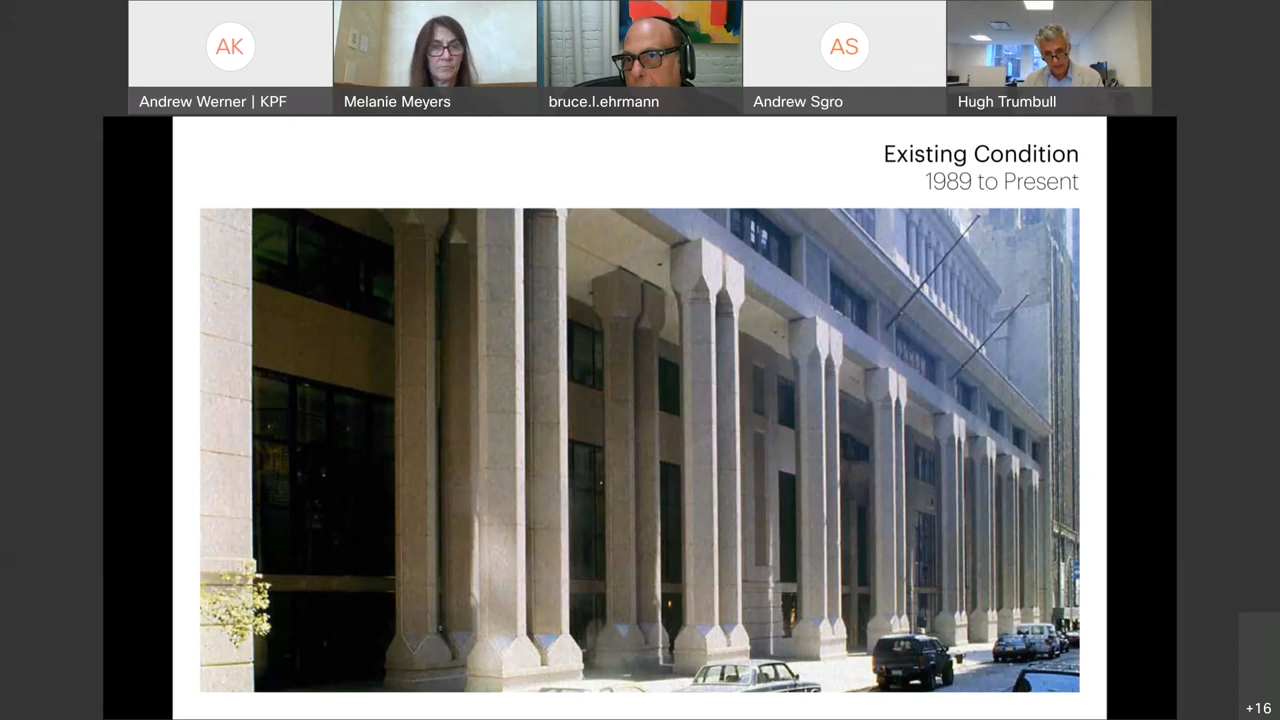 AK
Andrew Werner | KPF
Melanie Meyers
bruce.l.ehrmann
AS
Andrew Sgro
Hugh Trumbull
Existing Condition
1989 to Present
+16